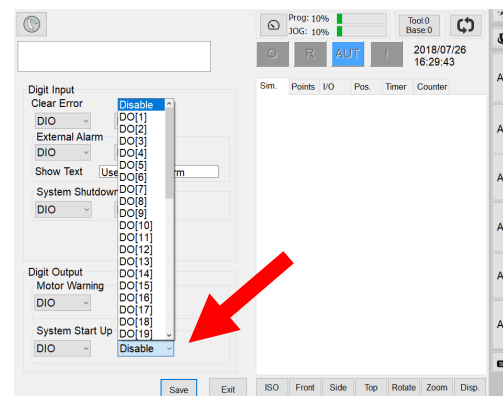 Prog: 10%
JOG: 10%
Tool:0
Base:0
O
R
AUT
!
2018/07/26
16:29:43
Sim.
Points
I/O
Pos.
Timer
Counter
Digit Input
Clear Error
DIO
External Alarm
DIO
Show Text
Use
rm
System Shutdown
DIO
Disable
DO[1]
DO[2]
DO[3]
DO[4]
DO[5]
DO[6]
DO[7]
DO[8]
DO[9]
DO[10]
DO[11]
DO[12]
DO[13]
DO[14]
DO[15]
DO[16]
DO[17]
DO[18]
DO[19]
Digit Output
Motor Warning
DIO
System Start Up
DIO
Disable
Save
Exit
ISO
Front
Side
Top
Rotate
Zoom
Disp.
A
A
A
A
A
A